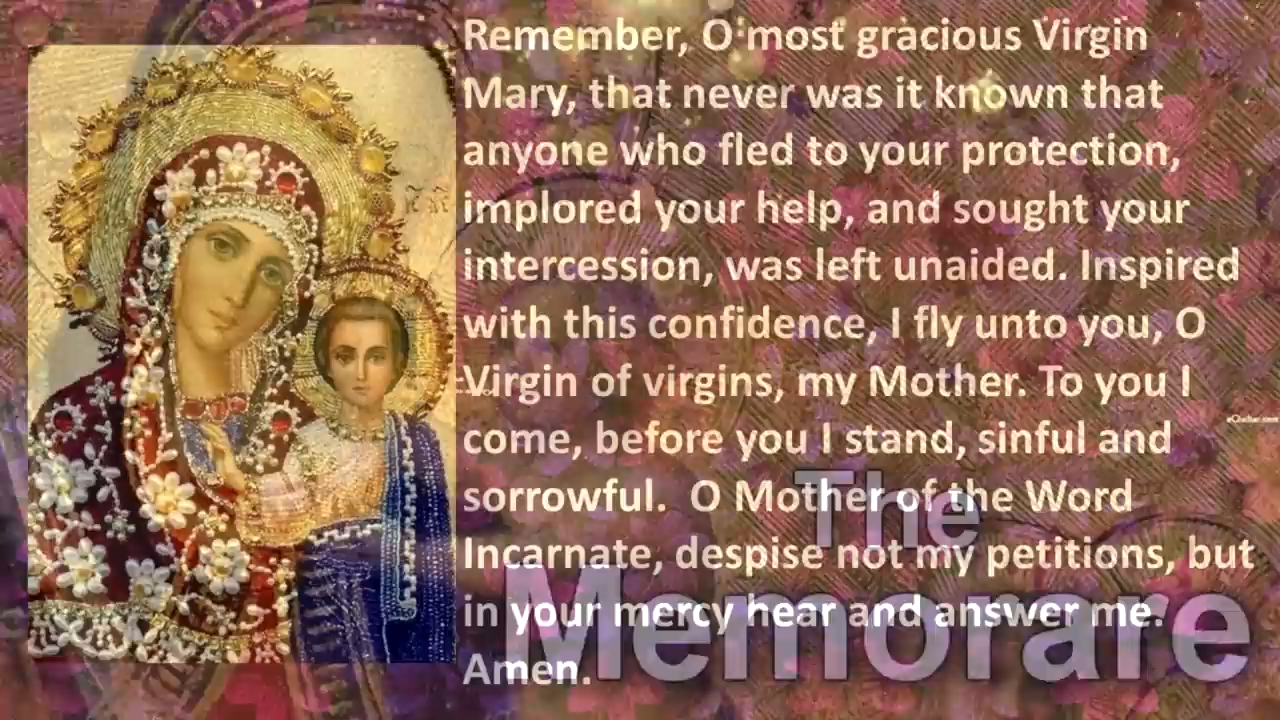 Remember, O most gracious Virgin
Mary, that never was it known that
anyone who fled to your protection,
implored your help, and sought your
intercession, was left unaided. Inspired
with this confidence, I fly unto you, O
Virgin of virgins, my Mother. To you I
come, before you I stand, sinful and
sorrowful.  O Mother of the Word
Incarnate, despise not my petitions, but
in your mercy hear and answer me.
Amen.
The
Memorare